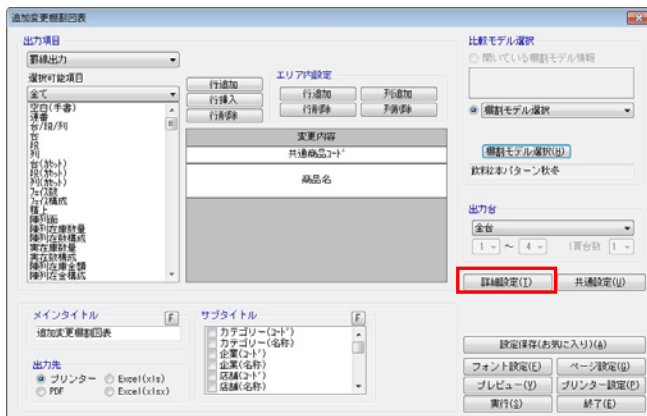 追加変更棚割図表
出力項目
罫線出力
選択可能項目
全て
空白(手書)
連番
台/段/列
台
段
列
台(カセット)
段(カセット)
列(カセット)
フェイス数
フェイス構成
積上
陳列面
陳列在庫数量
陳列在数構成
実在庫数量
実在数構成
陳列在庫金額
陳列在金構成
行追加
行挿入
行削除
エリア内設定
行追加
列追加
行削除
列削除
変更内容
共通商品コード
商品名
比較モデル選択
開いている棚割モデル情報
棚割モデル選択
棚割モデル選択(H)
飲料2本パターン秋冬
出力台
全台
1 ~ 4 1頁台数 1
詳細設定(T)
共通設定(U)
メインタイトル F
追加変更棚割図表
出力先
プリンター Excel(xls)
PDF Excel(xlsx)
サブタイトル F
カテゴリー(コード)
カテゴリー(名称)
企業(コード)
企業(名称)
店舗(コード)
店舗(名称)
設定保存(お気に入り)(A)
フォント設定(F)
ページ設定(G)
プレビュー(V)
プリンター設定(P)
実行(S)
終了(E)